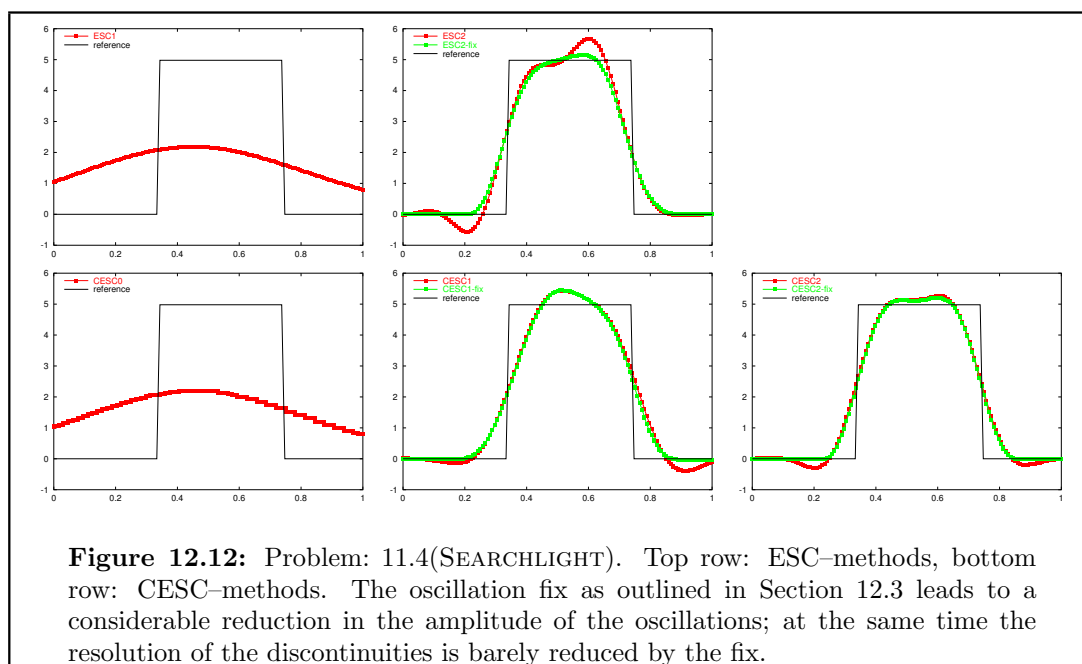 ESC1
reference
6
5
4
3
2
1
0
-1
0 0.2 0.4 0.6 0.8 1
ESC2
ESC2-fix
reference
6
5
4
3
2
1
0
-1
0 0.2 0.4 0.6 0.8 1
CESC0
reference
6
5
4
3
2
1
0
-1
0 0.2 0.4 0.6 0.8 1
CESC1
CESC1-fix
reference
6
5
4
3
2
1
0
-1
0 0.2 0.4 0.6 0.8 1
CESC2
CESC2-fix
reference
6
5
4
3
2
1
0
-1
0 0.2 0.4 0.6 0.8 1
Figure 12.12: Problem: 11.4(SEARCHLIGHT). Top row: ESC–methods, bottom
row: CESC–methods. The oscillation fix as outlined in Section 12.3 leads to a
considerable reduction in the amplitude of the oscillations; at the same time the
resolution of the discontinuities is barely reduced by the fix.